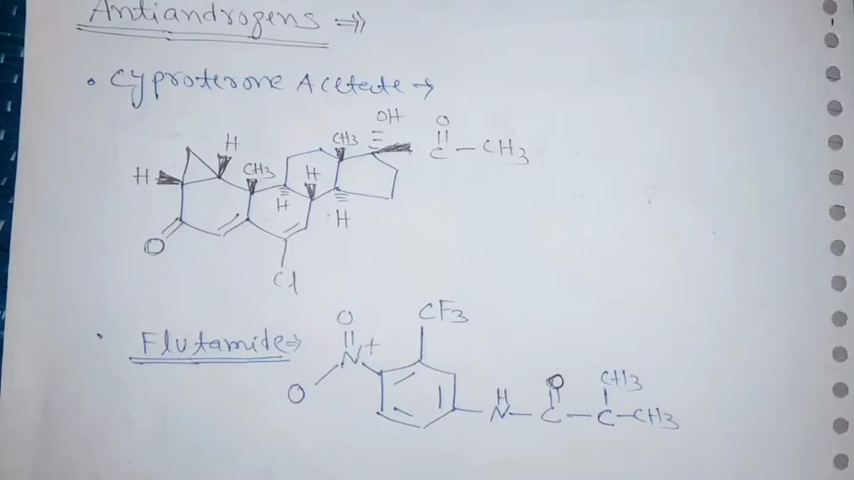 Antiandrogens ⇒
• Cyproterone Acetate →
OH
O
H
CH3
C – CH3
H
CH3
H
H
H
O
Cl
O
CF3
• Flutamide ⇒
N+
O
O
CH3
H
N – C – C – CH3